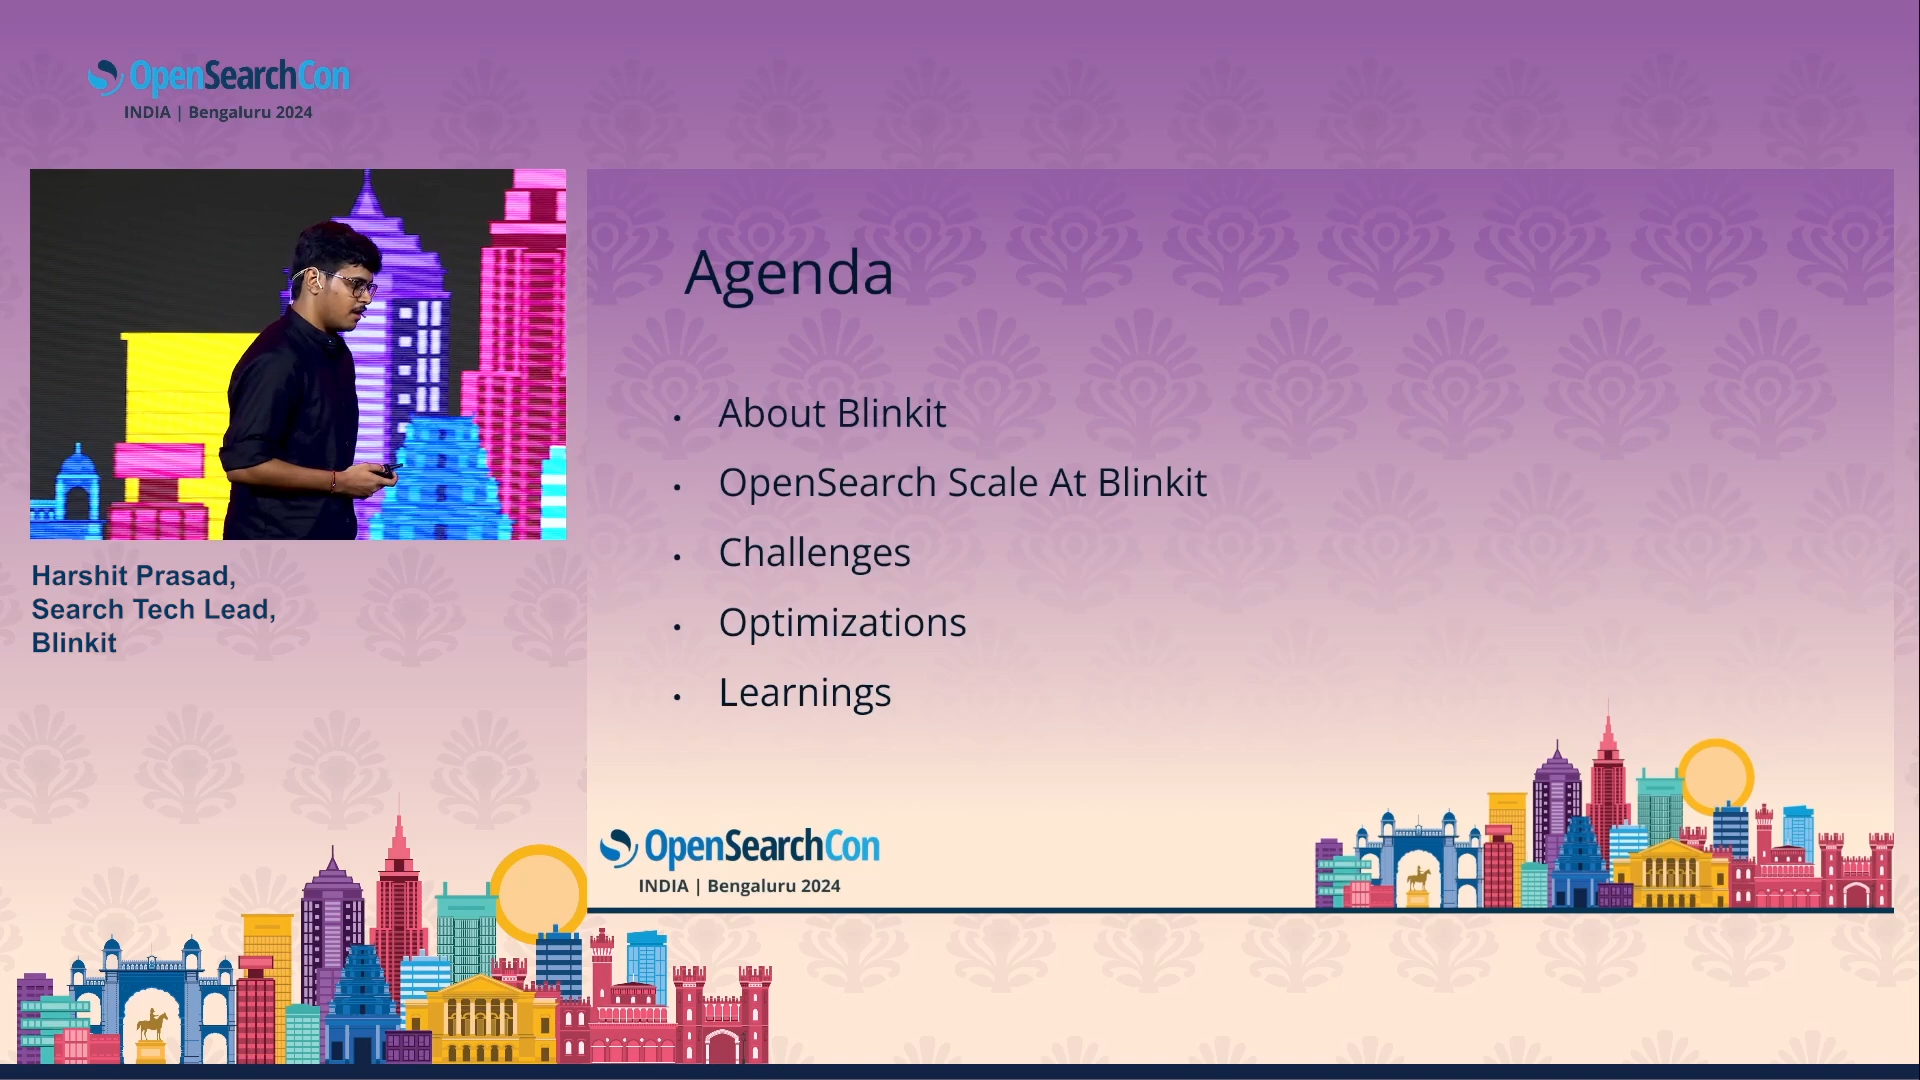 OpenSearchCon
INDIA | Bengaluru 2024
Harshit Prasad,
Search Tech Lead,
Blinkit
Agenda
• About Blinkit
• OpenSearch Scale At Blinkit
• Challenges
• Optimizations
• Learnings
OpenSearchCon
INDIA | Bengaluru 2024